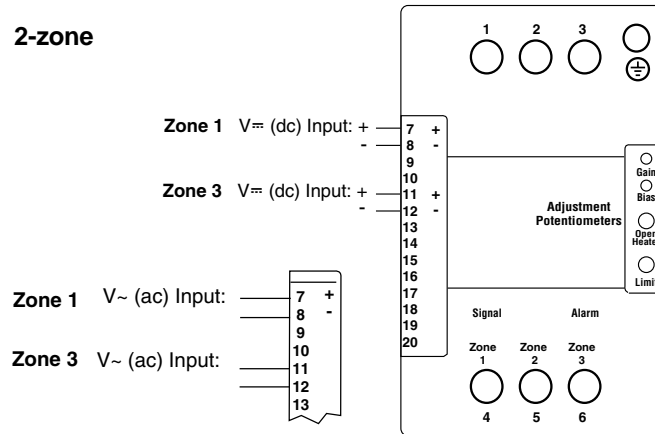 2-zone
1 2 3
Zone 1 V⎓ (dc) Input: +
-
Zone 3 V⎓ (dc) Input: +
-
7 +
8 -
9
10
11 +
12 -
13
14
15
16
17
18
19
20
Adjustment
Potentiometers
Gain
Bias
Open
Heater
Limit
Zone 1 V~ (ac) Input:
Zone 3 V~ (ac) Input:
7 +
8 -
9
10
11
12
13
Signal Alarm
Zone Zone Zone
1 2 3
4 5 6